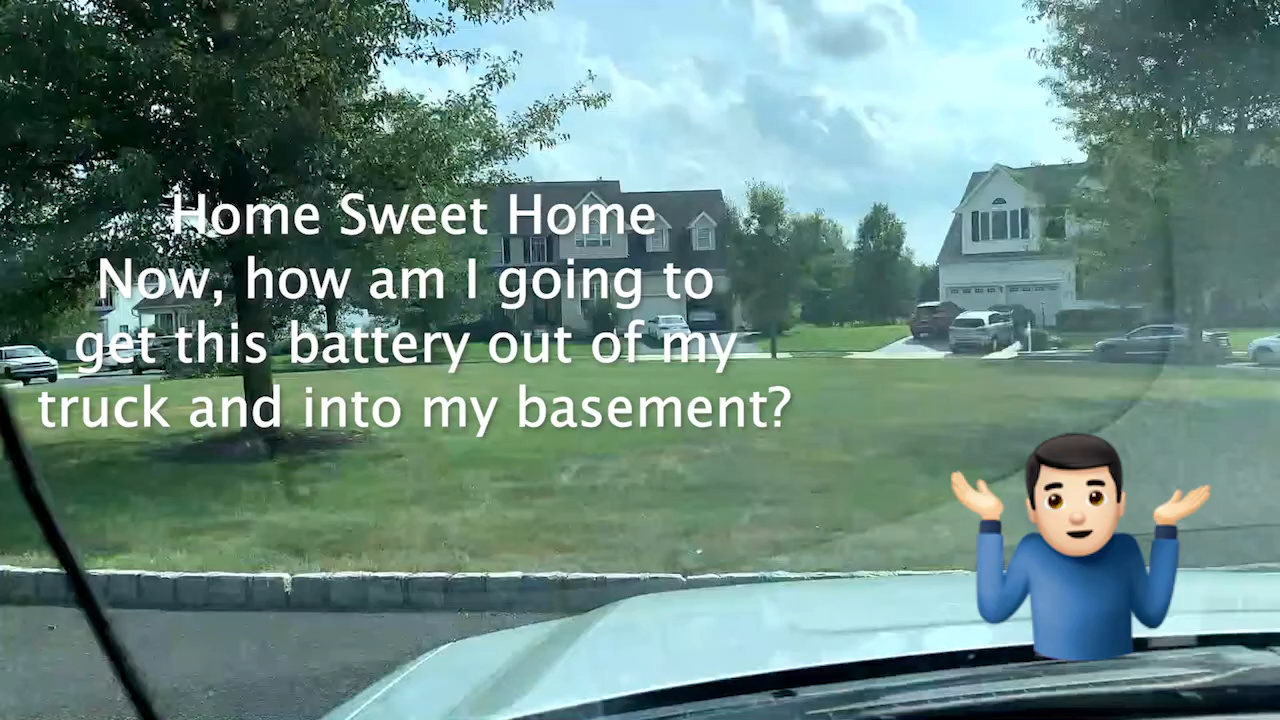 Home Sweet Home
Now, how am I going to
get this battery out of my
truck and into my basement?